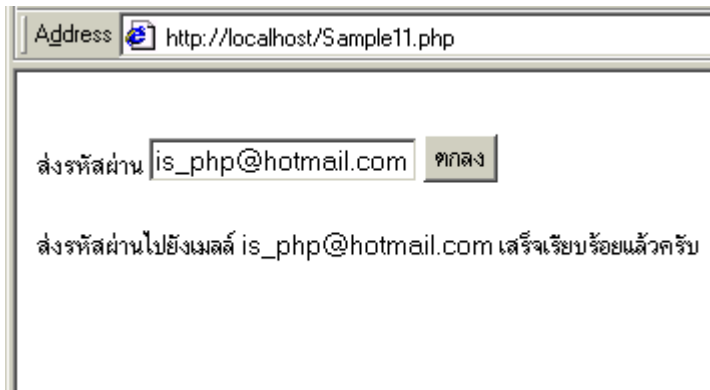 Address http://localhost/Sample11.php
ส่งรหัสผ่าน is_php@hotmail.com ตกลง
ส่งรหัสผ่านไปยังเมลล์ is_php@hotmail.com เสร็จเรียบร้อยแล้วครับ